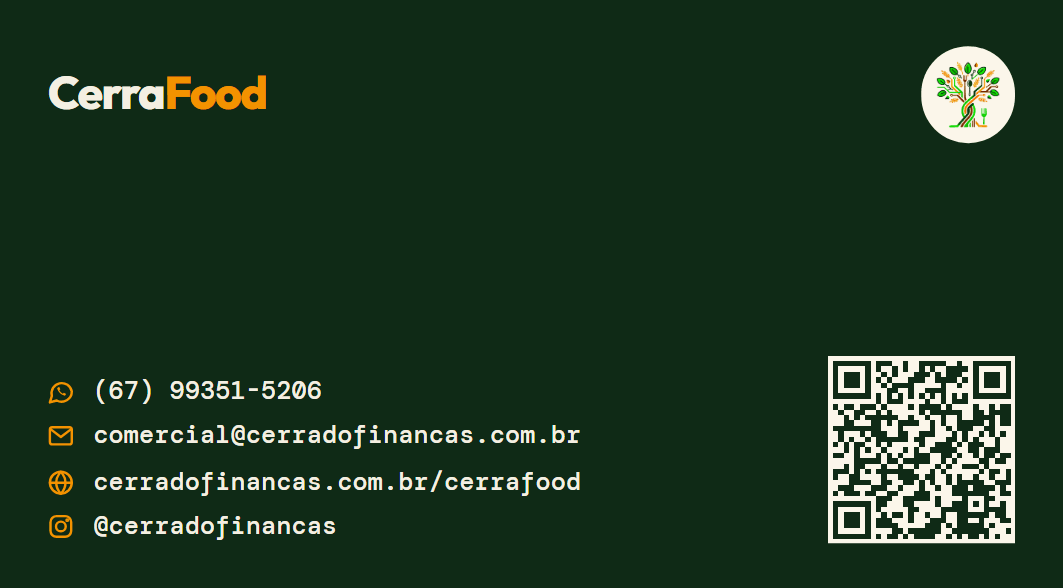 CerraFood
(67) 99351-5206
comercial@cerradofinancas.com.br
cerradofinancas.com.br/cerrafood
@cerradofinancas